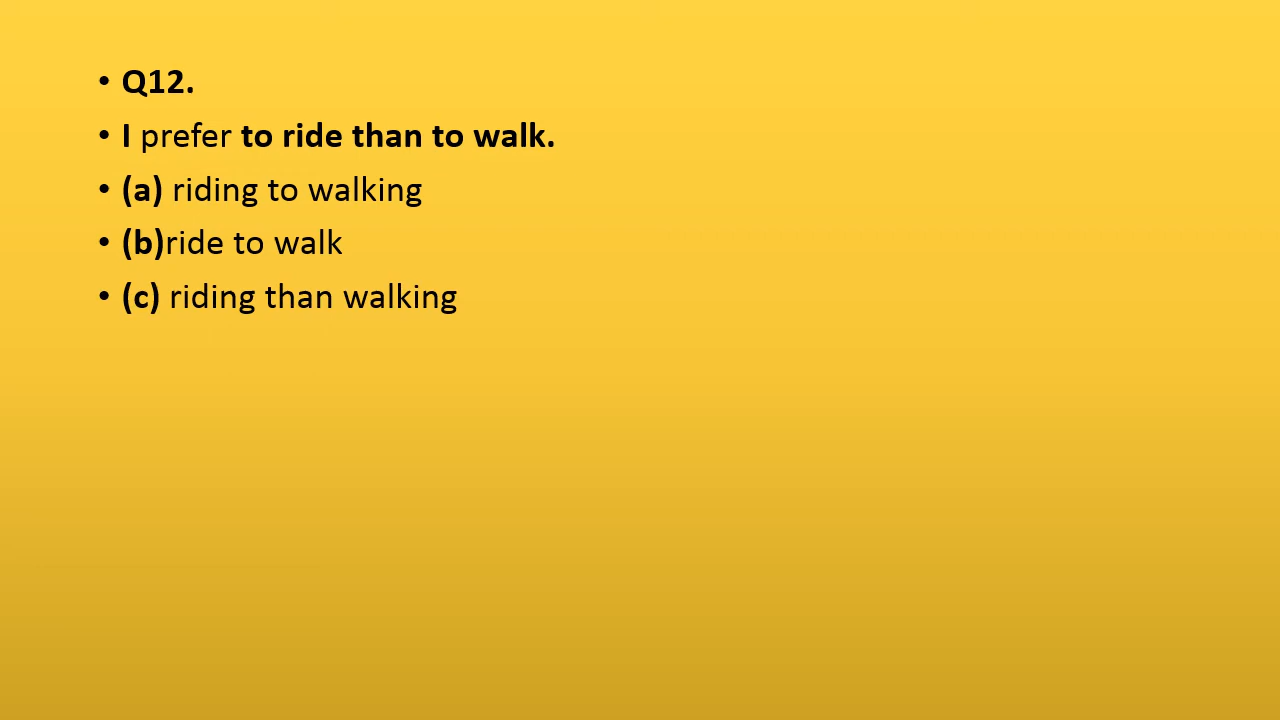 • Q12.
• I prefer to ride than to walk.
• (a) riding to walking
• (b)ride to walk
• (c) riding than walking